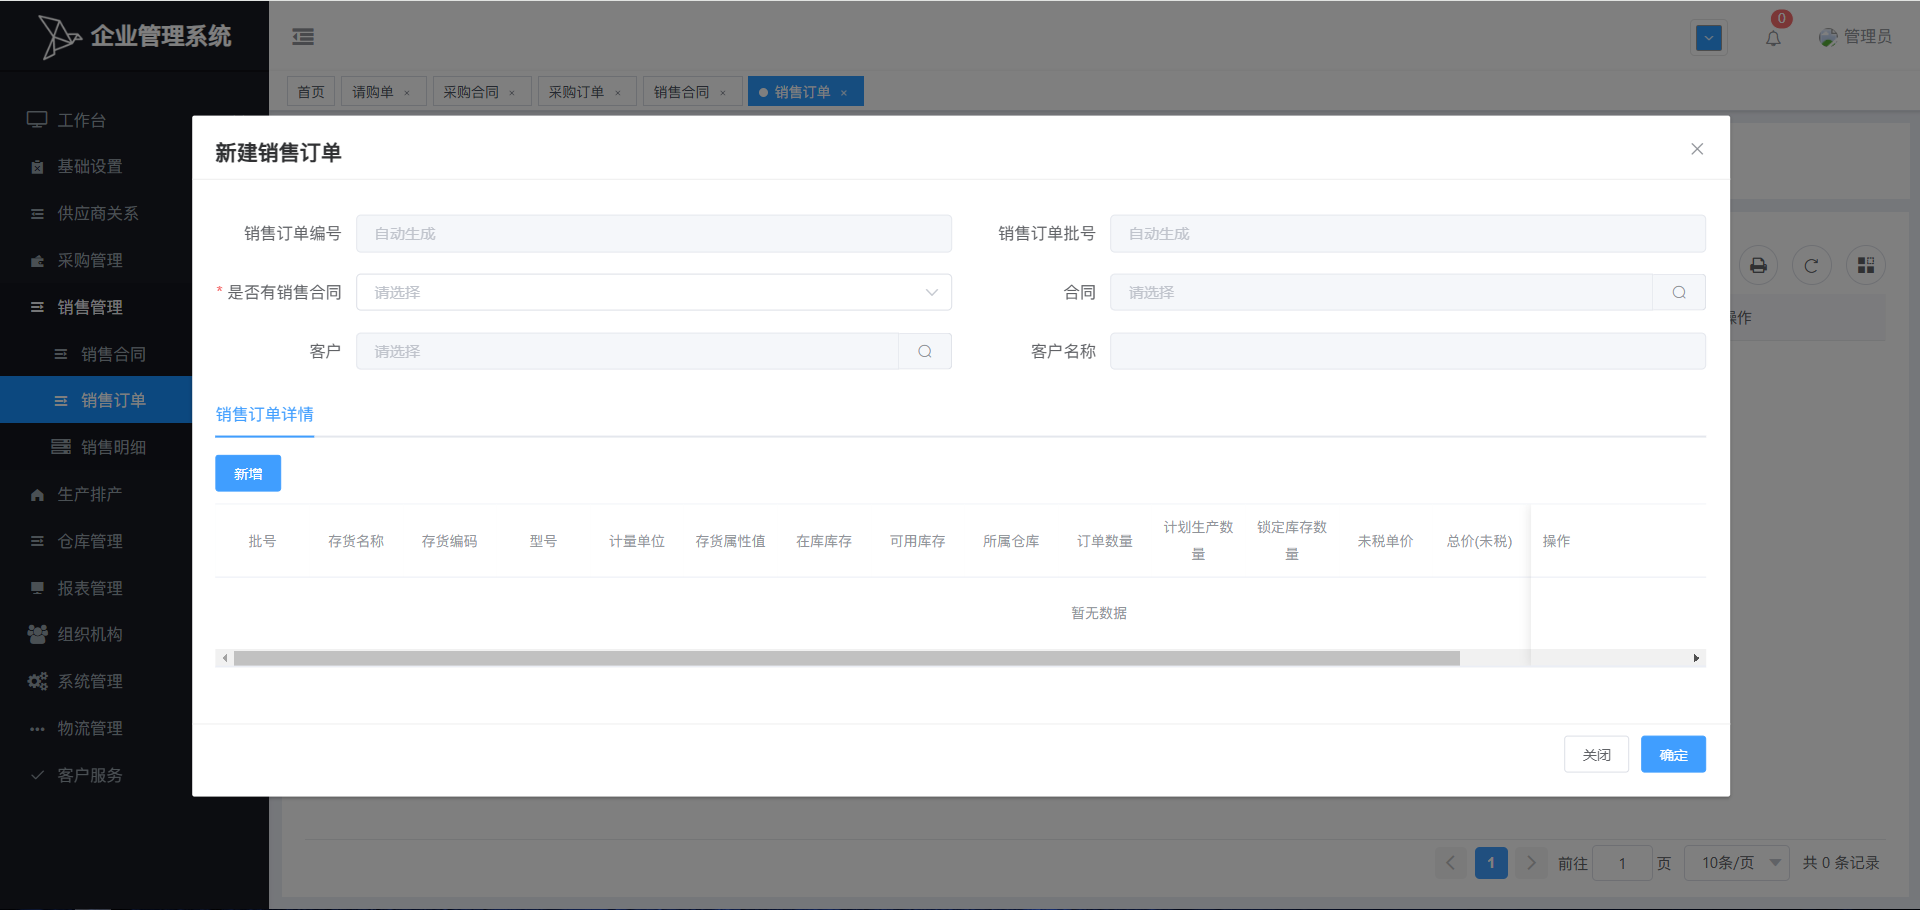 企业管理系统
0
管理员
首页
请购单 ×
采购合同 ×
采购订单 ×
销售合同 ×
销售订单 ×
工作台
基础设置
供应商关系
采购管理
销售管理
销售合同
销售订单
销售明细
生产排产
仓库管理
报表管理
组织机构
系统管理
物流管理
客户服务
新建销售订单
销售订单编号
自动生成
销售订单批号
自动生成
* 是否有销售合同
请选择
合同
请选择
客户
请选择
客户名称
销售订单详情
新增
批号
存货名称
存货编码
型号
计量单位
存货属性值
在库库存
可用库存
所属仓库
订单数量
计划生产数量
锁定库存数量
未税单价
总价(未税)
操作
暂无数据
关闭
确定
操作
1
前往 1 页
10条/页
共 0 条记录